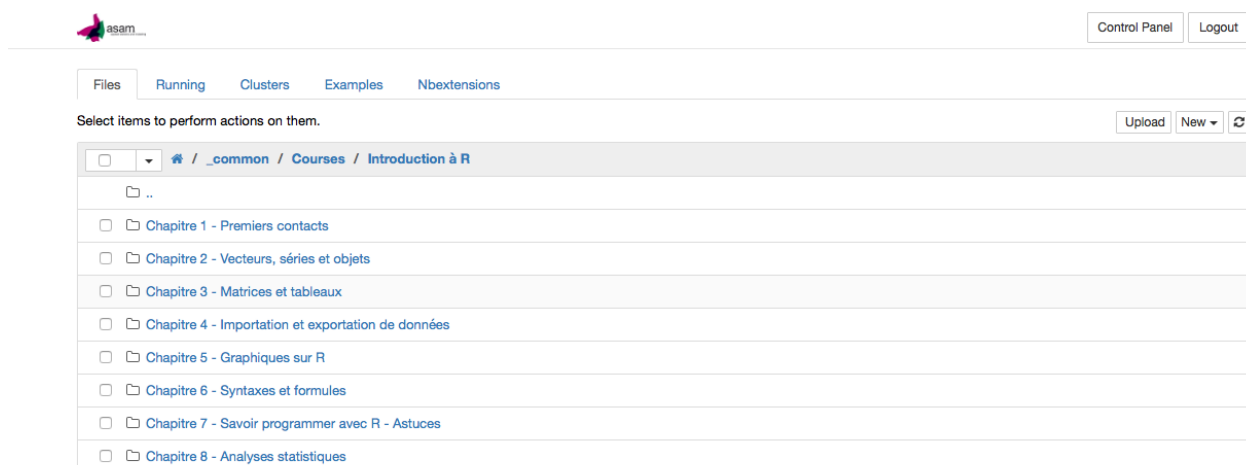 asam
Control Panel Logout
Files Running Clusters Examples Nbextensions
Select items to perform actions on them.
Upload New
/ _common / Courses / Introduction à R
..
Chapitre 1 - Premiers contacts
Chapitre 2 - Vecteurs, séries et objets
Chapitre 3 - Matrices et tableaux
Chapitre 4 - Importation et exportation de données
Chapitre 5 - Graphiques sur R
Chapitre 6 - Syntaxes et formules
Chapitre 7 - Savoir programmer avec R - Astuces
Chapitre 8 - Analyses statistiques